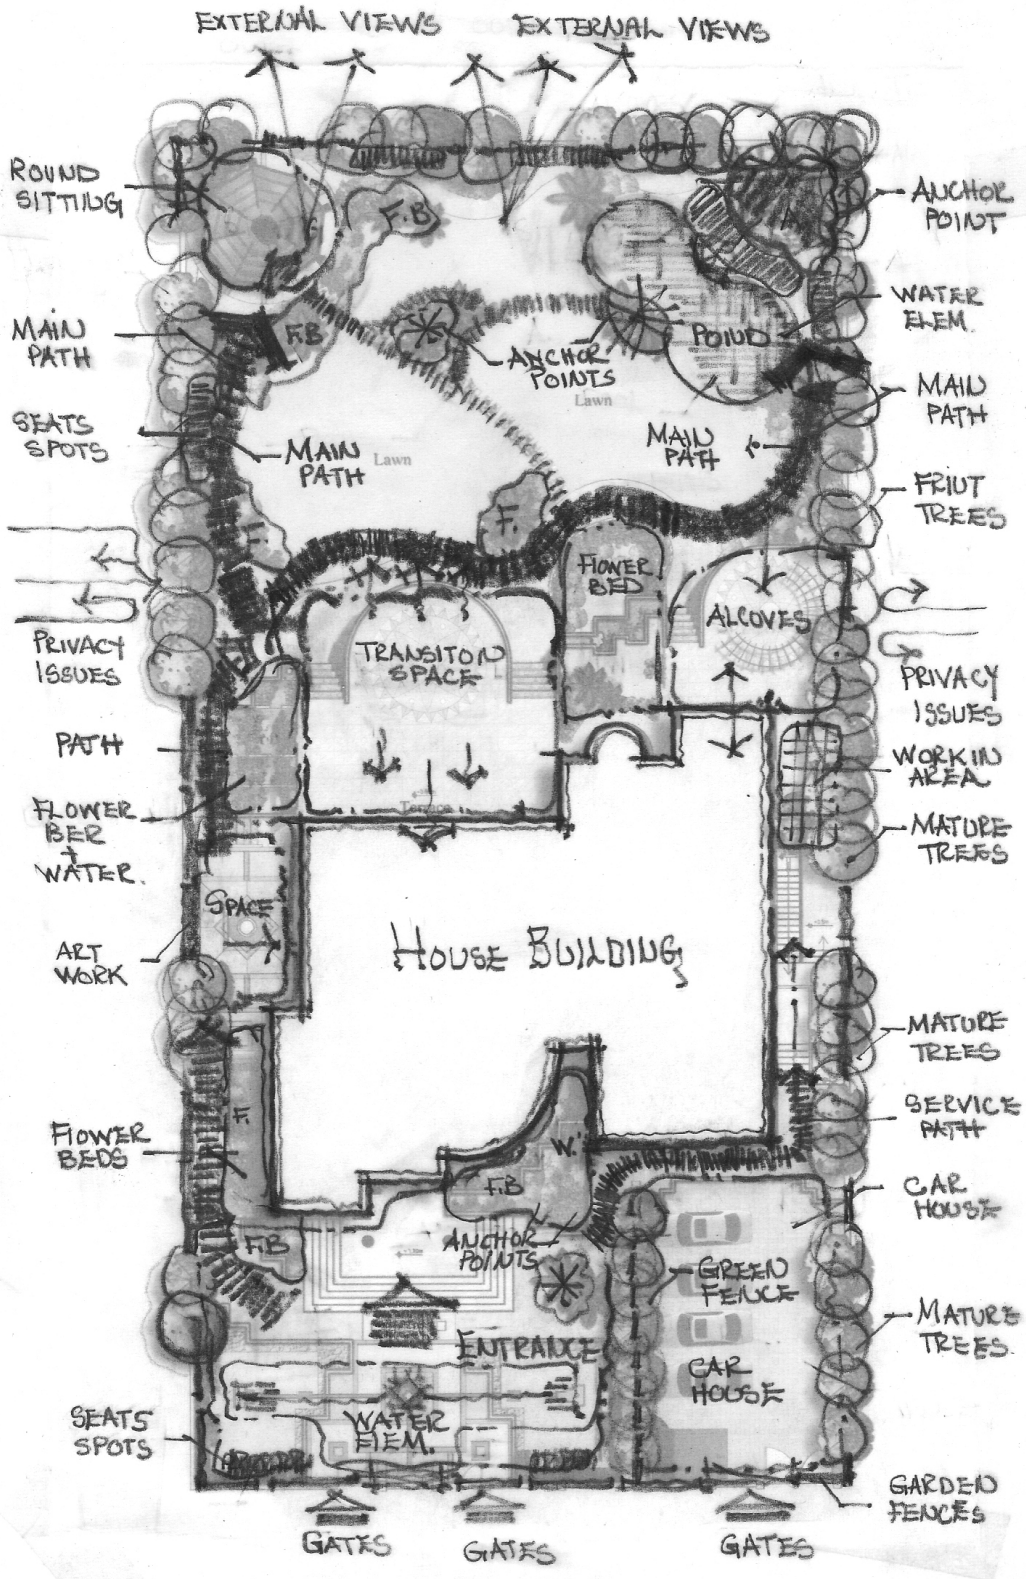 EXTERNAL VIEWS
EXTERNAL VIEWS
ROUND
SITTING
F.B
ANCHOR
POINT
WATER
ELEM.
MAIN
PATH
F.B
POIND
ANCHOR
POINTS
Lawn
MAIN
PATH
SEATS
SPOTS
MAIN
PATH
Lawn
MAIN
PATH
FRIUT
TREES
F.
F.
FlOWER
BED
ALCOVES
TRANSITON
SPACE
PRIVACY
ISSUES
PRIVACY
ISSUES
PATH
WORKIN
AREA
Terrace
FLOWER
BER
+
WATER.
MATURE
TREES
SPACE
HOUSE BUILDING
ART
WORK
MATURE
TREES
SERVICE
PATH
F.
FlOWER
BEDS
W.
F.B
CAR
HOUSE
F.B
ANCHOR
POINTS
GREEN
FENCE
ENTRANCE
MATURE
TREES
CAR
HOUSE
WATER
ElEM.
SEATS
SPOTS
GARDEN
FENCES
GATES
GATES
GATES